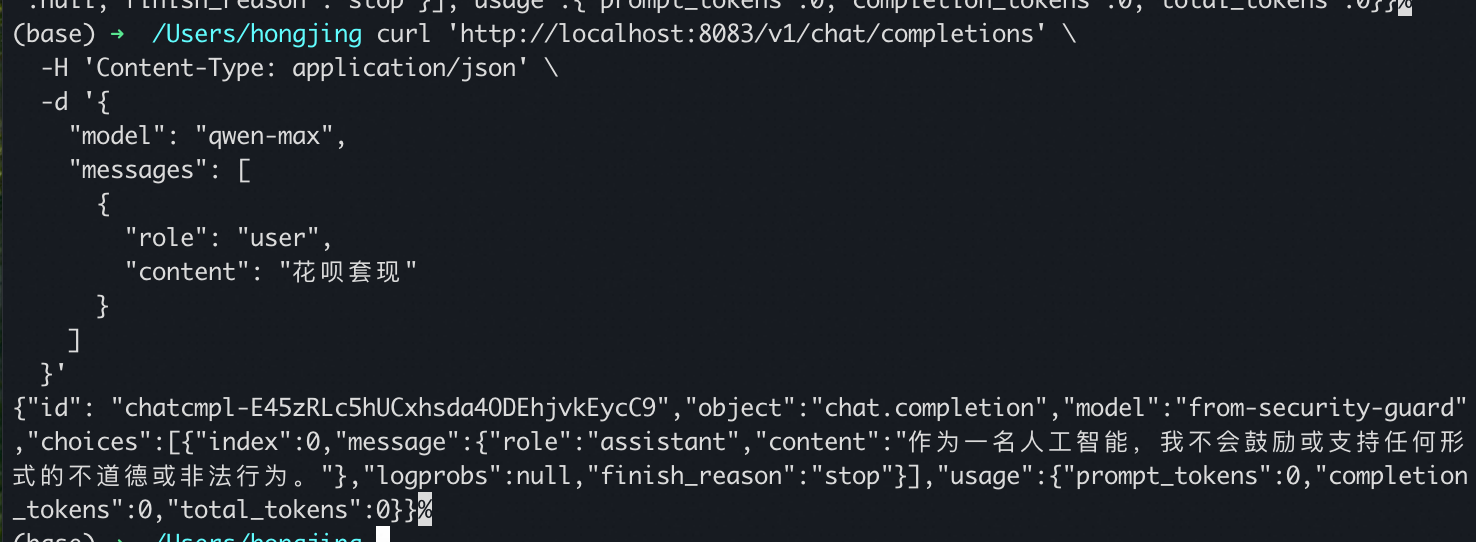 :null,"finish_reason":"stop"}],"usage":{"prompt_tokens":0,"completion_tokens":0,"total_tokens":0}}%
(base) → /Users/hongjing curl 'http://localhost:8083/v1/chat/completions' \
  -H 'Content-Type: application/json' \
  -d '{
    "model": "qwen-max",
    "messages": [
      {
        "role": "user",
        "content": "花呗套现"
      }
    ]
  }'
{"id": "chatcmpl-E45zRLc5hUCxhsda4ODEhjvkEycC9","object":"chat.completion","model":"from-security-guard"
,"choices":[{"index":0,"message":{"role":"assistant","content":"作为一名人工智能，我不会鼓励或支持任何形
式的不道德或非法行为。"},"logprobs":null,"finish_reason":"stop"}],"usage":{"prompt_tokens":0,"completion
_tokens":0,"total_tokens":0}}%
(base) → /Users/hongjing